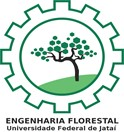 ENGENHARIA FLORESTAL
Universidade Federal de Jataí